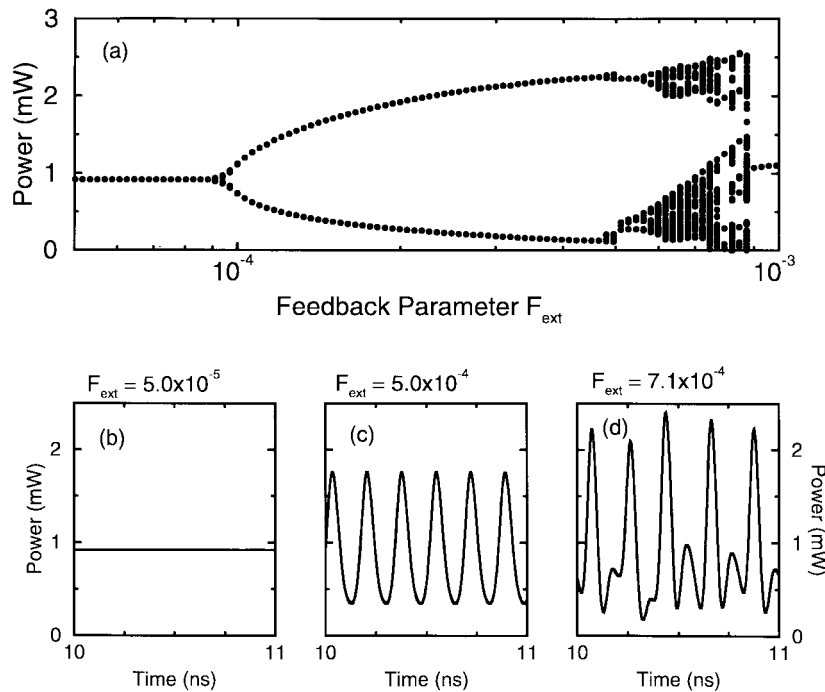 3
(a)
2
Power (mW)
1
0
10^-4
10^-3
Feedback Parameter F_ext
F_ext = 5.0x10^-5
F_ext = 5.0x10^-4
F_ext = 7.1x10^-4
(b)
(c)
(d)
2
2
Power (mW)
Power (mW)
1
1
0
0
10
11
10
11
10
11
Time (ns)
Time (ns)
Time (ns)